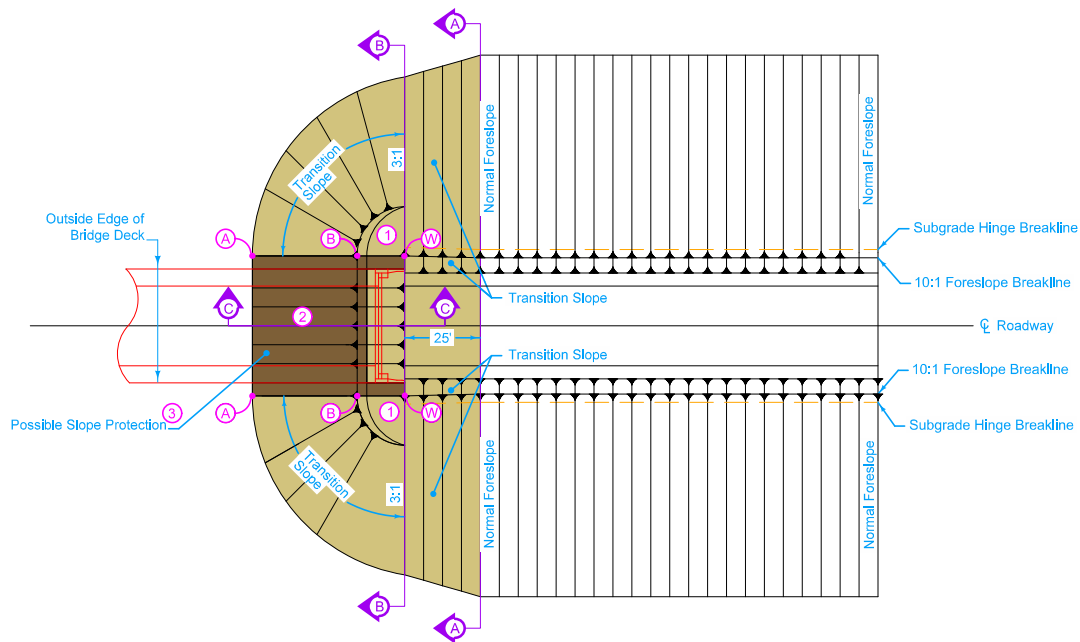 A
B
Normal Foreslope
Normal Foreslope
3:1
Transition
Slope
Outside Edge of
Bridge Deck
A
B
1
W
Subgrade Hinge Breakline
10:1 Foreslope Breakline
C
C
2
Transition Slope
25'
℄ Roadway
Transition Slope
10:1 Foreslope Breakline
3
A
B
1
W
Possible Slope Protection
Subgrade Hinge Breakline
Transition
Slope
3:1
Normal Foreslope
Normal Foreslope
B
A